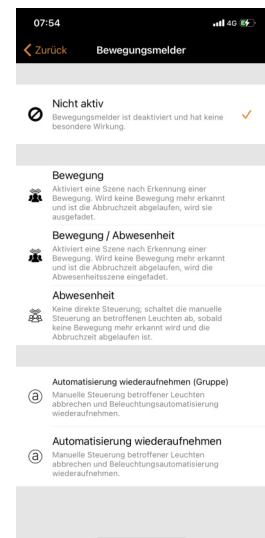 07:54
4G
Zurück Bewegungsmelder
Nicht aktiv
Bewegungsmelder ist deaktiviert und hat keine
besondere Wirkung.
Bewegung
Aktiviert eine Szene nach Erkennung einer
Bewegung. Wird keine Bewegung mehr erkannt
und ist die Abbruchzeit abgelaufen, wird sie
ausgefadet.
Bewegung / Abwesenheit
Aktiviert eine Szene nach Erkennung einer
Bewegung. Wird keine Bewegung mehr erkannt
und ist die Abbruchzeit abgelaufen, wird die
Abwesenheitsszene eingefadet.
Abwesenheit
Keine direkte Steuerung; schaltet die manuelle
Steuerung an betroffenen Leuchten ab, sobald
keine Bewegung mehr erkannt wird und die
Abbruchzeit abgelaufen ist.
Automatisierung wiederaufnehmen (Gruppe)
a
Manuelle Steuerung betroffener Leuchten
abbrechen und Beleuchtungsautomatisierung
wiederaufnehmen.
Automatisierung wiederaufnehmen
a
Manuelle Steuerung betroffener Leuchten
abbrechen und Beleuchtungsautomatisierung
wiederaufnehmen.